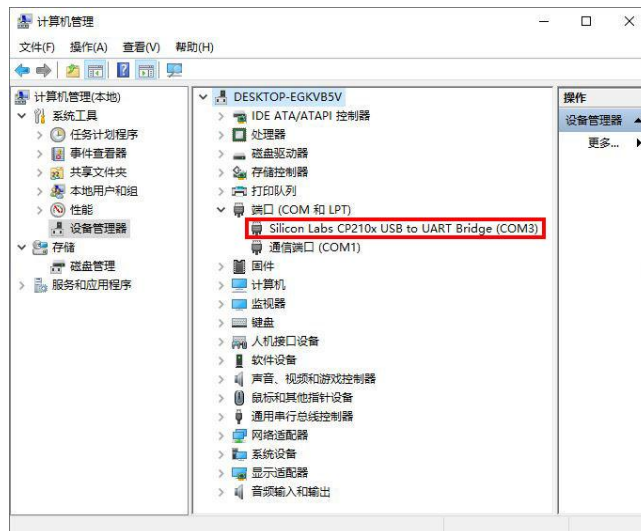 计算机管理
文件(F) 操作(A) 查看(V) 帮助(H)
计算机管理(本地)
系统工具
任务计划程序
事件查看器
共享文件夹
本地用户和组
性能
设备管理器
存储
磁盘管理
服务和应用程序
DESKTOP-EGKVB5V
IDE ATA/ATAPI 控制器
处理器
磁盘驱动器
存储控制器
打印队列
端口 (COM 和 LPT)
Silicon Labs CP210x USB to UART Bridge (COM3)
通信端口 (COM1)
固件
计算机
监视器
键盘
人机接口设备
软件设备
声音、视频和游戏控制器
鼠标和其他指针设备
通用串行总线控制器
网络适配器
系统设备
显示适配器
音频输入和输出
操作
设备管理器
更多...